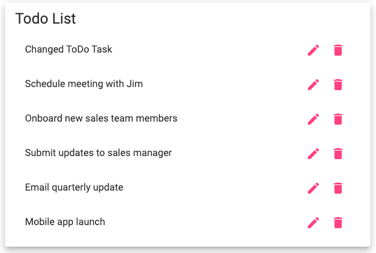 Todo List
Changed ToDo Task
Schedule meeting with Jim
Onboard new sales team members
Submit updates to sales manager
Email quarterly update
Mobile app launch